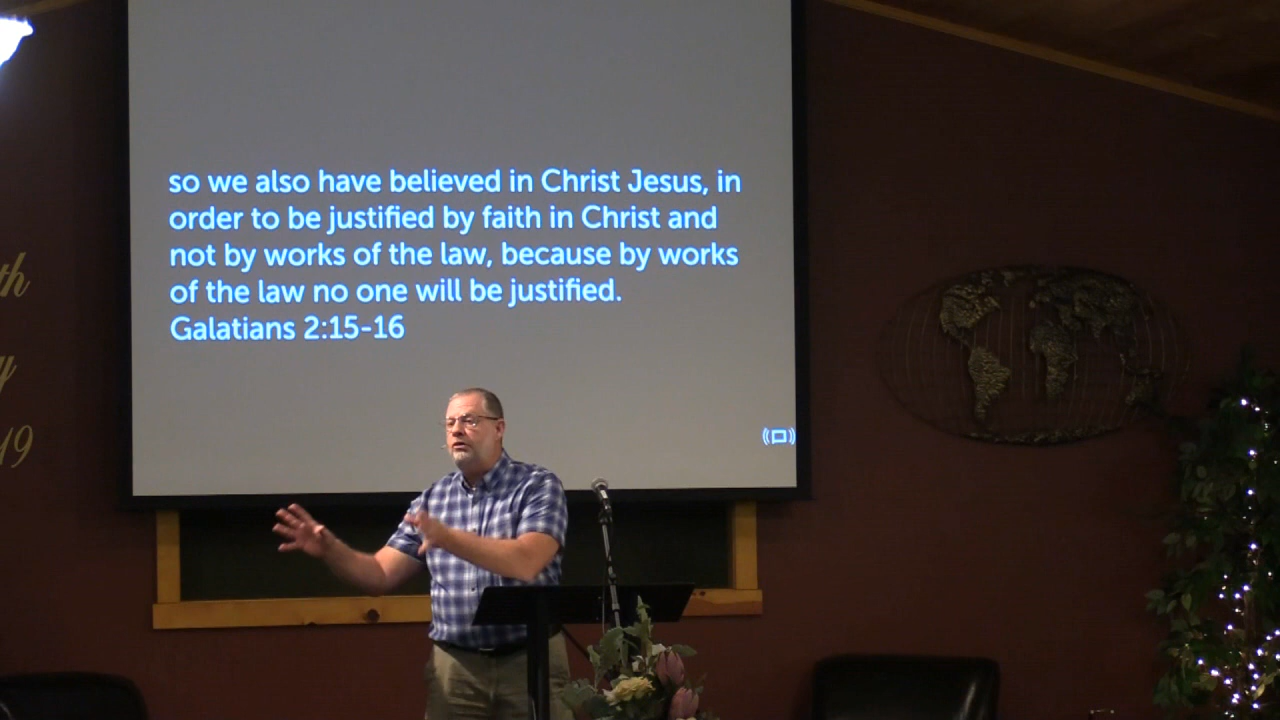 so we also have believed in Christ Jesus, in
order to be justified by faith in Christ and
not by works of the law, because by works
of the law no one will be justified.
Galatians 2:15-16
th
y
19